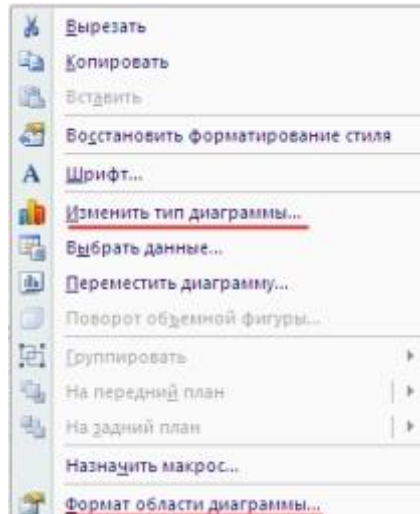 Вырезать
Копировать
Вставить
Восстановить форматирование стиля
Шрифт...
Изменить тип диаграммы...
Выбрать данные...
Переместить диаграмму...
Поворот объемной фигуры...
Группировать
На передний план
На задний план
Назначить макрос...
Формат области диаграммы...